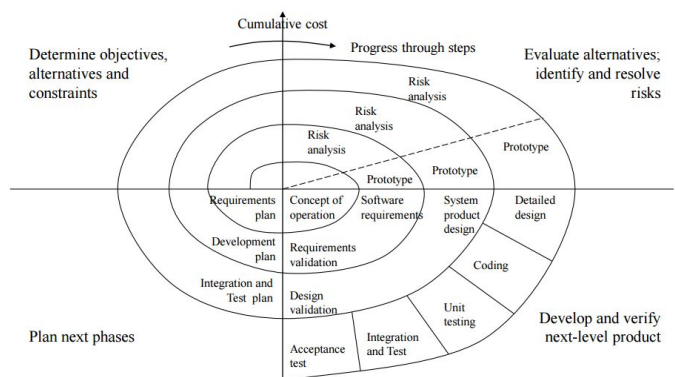 Cumulative cost
Progress through steps
Determine objectives,
alternatives and
constraints
Evaluate alternatives;
identify and resolve
risks
Risk
analysis
Risk
analysis
Risk
analysis
Prototype
Prototype
Prototype
Requirements
plan
Concept of
operation
Software
requirements
System
product
design
Detailed
design
Development
plan
Requirements
validation
Coding
Integration and
Test plan
Design
validation
Unit
testing
Integration
and Test
Acceptance
test
Plan next phases
Develop and verify
next-level product